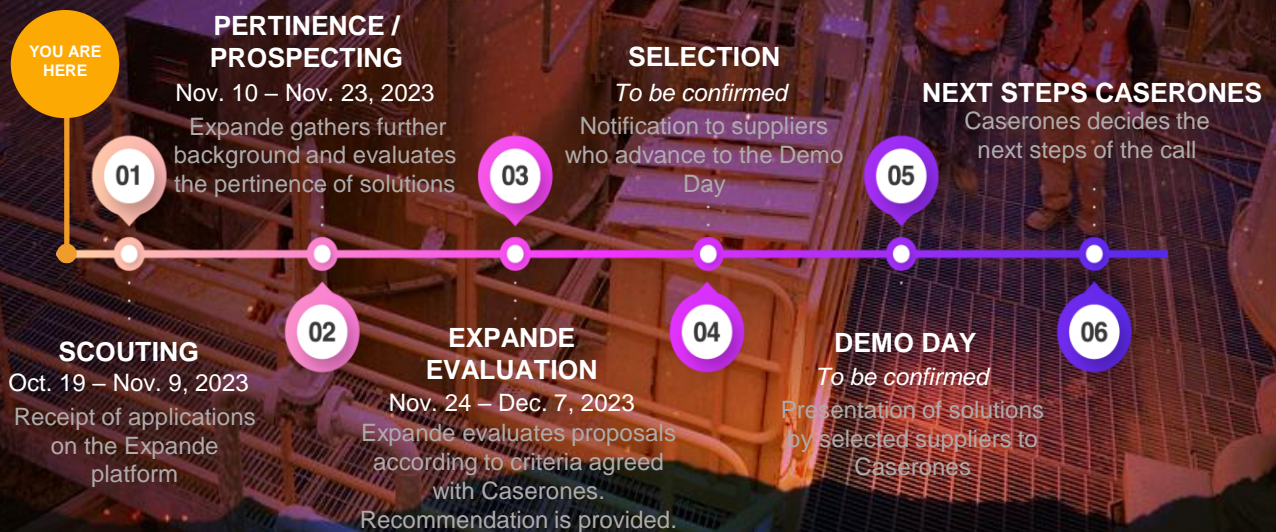 YOU ARE
HERE
01
SCOUTING
Oct. 19 – Nov. 9, 2023
Receipt of applications
on the Expande
platform
PERTINENCE /
PROSPECTING
Nov. 10 – Nov. 23, 2023
Expande gathers further
background and evaluates
the pertinence of solutions
02
03
EXPANDE
EVALUATION
Nov. 24 – Dec. 7, 2023
Expande evaluates proposals
according to criteria agreed
with Caserones.
Recommendation is provided.
SELECTION
To be confirmed
Notification to suppliers
who advance to the Demo
Day
04
05
DEMO DAY
To be confirmed
Presentation of solutions
by selected suppliers to
Caserones
NEXT STEPS CASERONES
Caserones decides the
next steps of the call
06